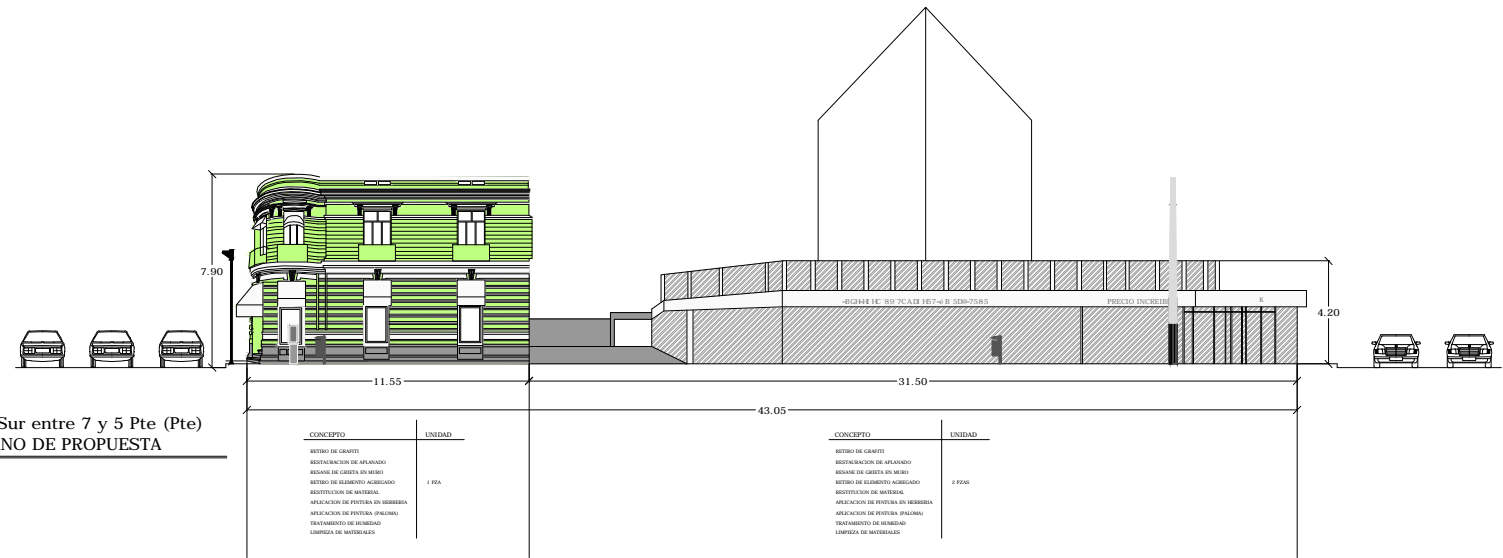 7.90
4.20
PRECIO INCREIB
K
11.55
31.50
43.05
Sur entre 7 y 5 Pte (Pte)
NO DE PROPUESTA
CONCEPTO UNIDAD
RETIRO DE GRAFITI
RESTAURACION DE APLANADO
RESANE DE GRIETA EN MURO
RETIRO DE ELEMENTO AGREGADO 1 PZA
RESTITUCION DE MATERIAL
APLICACION DE PINTURA EN HERRERIA
APLICACION DE PINTURA (PALOMA)
TRATAMIENTO DE HUMEDAD
LIMPIEZA DE MATERIALES
CONCEPTO UNIDAD
RETIRO DE GRAFITI
RESTAURACION DE APLANADO
RESANE DE GRIETA EN MURO
RETIRO DE ELEMENTO AGREGADO 2 PZAS
RESTITUCION DE MATERIAL
APLICACION DE PINTURA EN HERRERIA
APLICACION DE PINTURA (PALOMA)
TRATAMIENTO DE HUMEDAD
LIMPIEZA DE MATERIALES